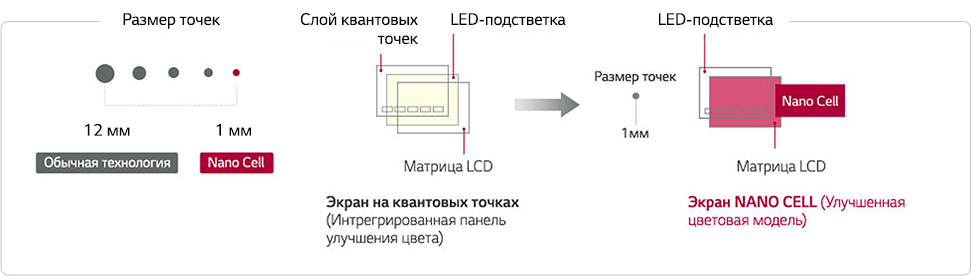 Размер точек
12 мм
1 мм
Обычная технология
Nano Cell
Слой квантовых
точек
LED-подстветка
Матрица LCD
Экран на квантовых точках
(Интрегрированная панель
улучшения цвета)
Размер точек
1мм
LED-подстветка
Nano Cell
Матрица LCD
Экран NANO CELL (Улучшенная
цветовая модель)